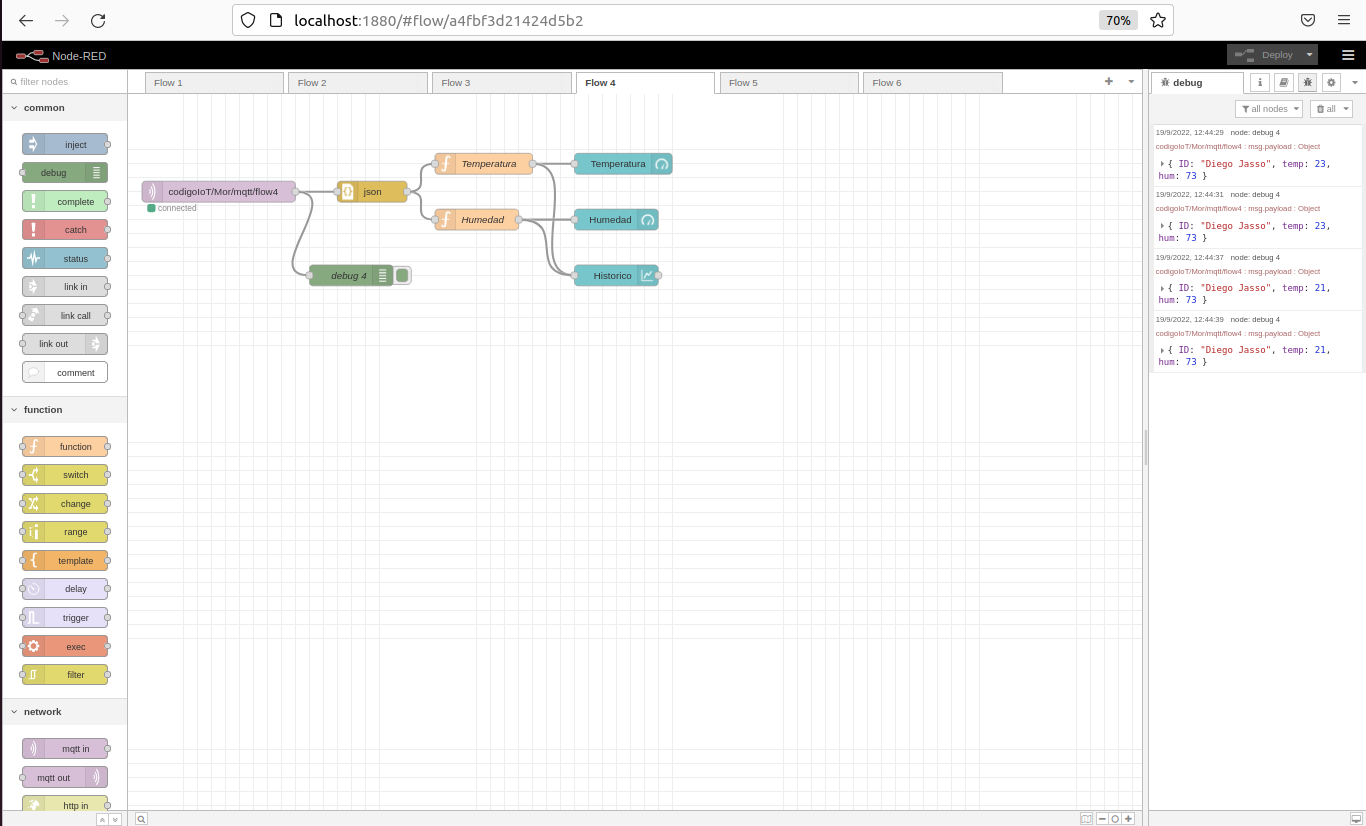 localhost:1880/#flow/a4fbf3d21424d5b2
70%
Node-RED
Deploy
filter nodes
Flow 1
Flow 2
Flow 3
Flow 4
Flow 5
Flow 6
debug
i
all nodes
all
common
inject
debug
complete
catch
status
link in
link call
link out
comment
function
function
switch
change
range
template
delay
trigger
exec
filter
network
mqtt in
mqtt out
http in
codigoIoT/Mor/mqtt/flow4
connected
json
Temperatura
Humedad
debug 4
Temperatura
Humedad
Historico
19/9/2022, 12:44:29 node: debug 4
codigoIoT/Mor/mqtt/flow4 : msg.payload : Object
{ ID: "Diego Jasso", temp: 23,
hum: 73 }
19/9/2022, 12:44:31 node: debug 4
codigoIoT/Mor/mqtt/flow4 : msg.payload : Object
{ ID: "Diego Jasso", temp: 23,
hum: 73 }
19/9/2022, 12:44:37 node: debug 4
codigoIoT/Mor/mqtt/flow4 : msg.payload : Object
{ ID: "Diego Jasso", temp: 21,
hum: 73 }
19/9/2022, 12:44:39 node: debug 4
codigoIoT/Mor/mqtt/flow4 : msg.payload : Object
{ ID: "Diego Jasso", temp: 21,
hum: 73 }